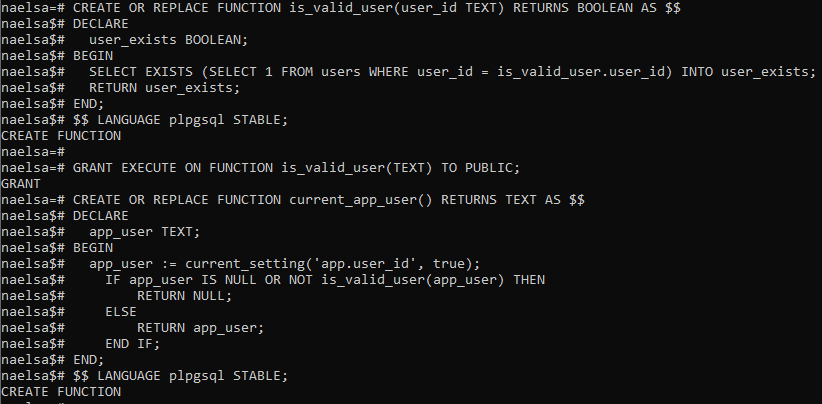 naelsa=# CREATE OR REPLACE FUNCTION is_valid_user(user_id TEXT) RETURNS BOOLEAN AS $$
naelsa$# DECLARE
naelsa$#   user_exists BOOLEAN;
naelsa$# BEGIN
naelsa$#   SELECT EXISTS (SELECT 1 FROM users WHERE user_id = is_valid_user.user_id) INTO user_exists;
naelsa$#   RETURN user_exists;
naelsa$# END;
naelsa$# $$ LANGUAGE plpgsql STABLE;
CREATE FUNCTION
naelsa=#
naelsa=# GRANT EXECUTE ON FUNCTION is_valid_user(TEXT) TO PUBLIC;
GRANT
naelsa=# CREATE OR REPLACE FUNCTION current_app_user() RETURNS TEXT AS $$
naelsa$# DECLARE
naelsa$#   app_user TEXT;
naelsa$# BEGIN
naelsa$#   app_user := current_setting('app.user_id', true);
naelsa$#     IF app_user IS NULL OR NOT is_valid_user(app_user) THEN
naelsa$#         RETURN NULL;
naelsa$#     ELSE
naelsa$#         RETURN app_user;
naelsa$#     END IF;
naelsa$# END;
naelsa$# $$ LANGUAGE plpgsql STABLE;
CREATE FUNCTION